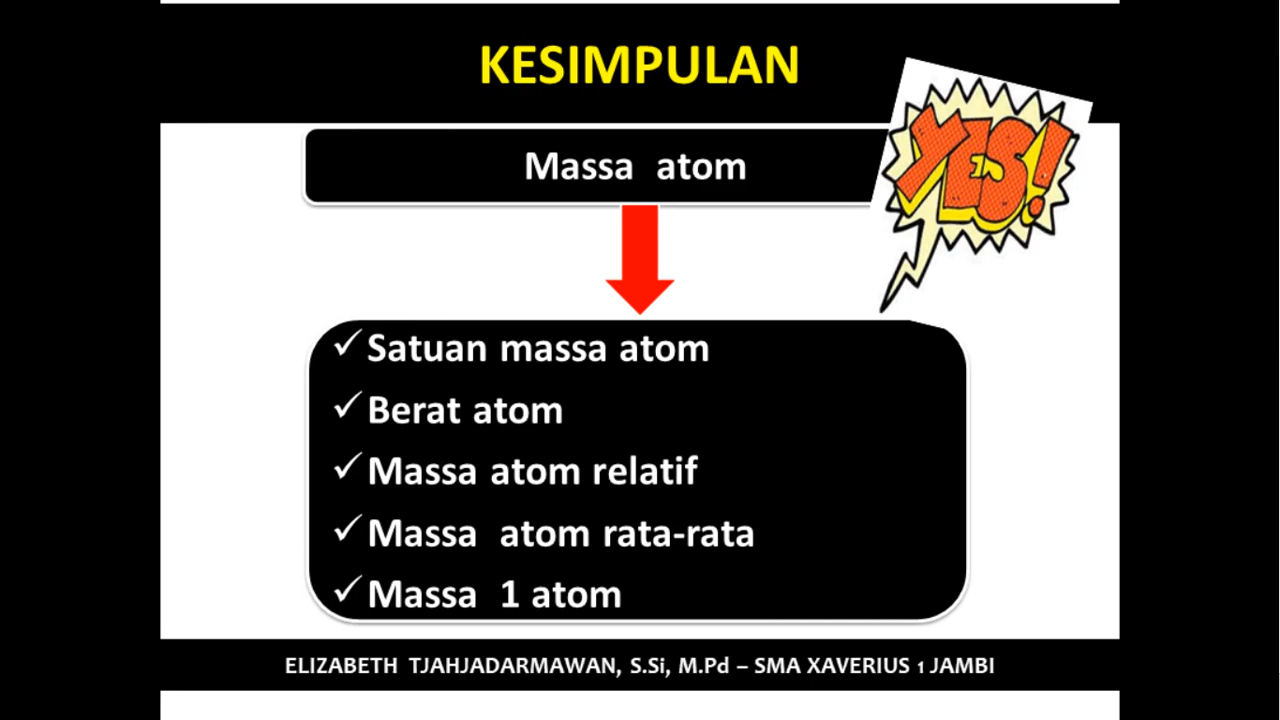 KESIMPULAN
Massa atom
YES!
✓ Satuan massa atom
✓ Berat atom
✓ Massa atom relatif
✓ Massa atom rata-rata
✓ Massa 1 atom
ELIZABETH TJAHJADARMAWAN, S.Si, M.Pd – SMA XAVERIUS 1 JAMBI